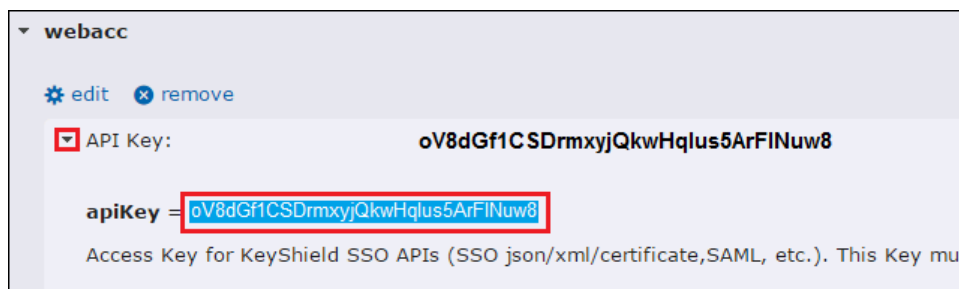 webacc
edit remove
API Key: oV8dGf1CSDrmxyjQkwHqlus5ArFlNuw8
apiKey = oV8dGf1CSDrmxyjQkwHqlus5ArFlNuw8
Access Key for KeyShield SSO APIs (SSO json/xml/certificate,SAML, etc.). This Key mu